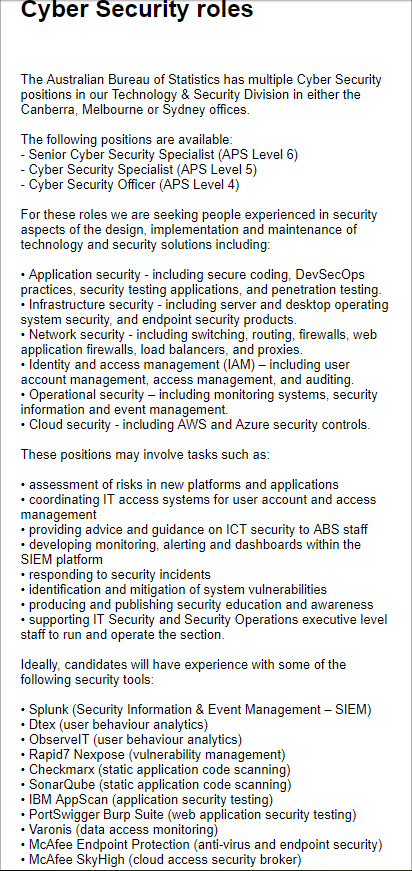 Cyber Security roles
The Australian Bureau of Statistics has multiple Cyber Security
positions in our Technology & Security Division in either the
Canberra, Melbourne or Sydney offices.
The following positions are available:
- Senior Cyber Security Specialist (APS Level 6)
- Cyber Security Specialist (APS Level 5)
- Cyber Security Officer (APS Level 4)
For these roles we are seeking people experienced in security
aspects of the design, implementation and maintenance of
technology and security solutions including:
• Application security - including secure coding, DevSecOps
practices, security testing applications, and penetration testing.
• Infrastructure security - including server and desktop operating
system security, and endpoint security products.
• Network security - including switching, routing, firewalls, web
application firewalls, load balancers, and proxies.
• Identity and access management (IAM) – including user
account management, access management, and auditing.
• Operational security – including monitoring systems, security
information and event management.
• Cloud security - including AWS and Azure security controls.
These positions may involve tasks such as:
• assessment of risks in new platforms and applications
• coordinating IT access systems for user account and access
management
• providing advice and guidance on ICT security to ABS staff
• developing monitoring, alerting and dashboards within the
SIEM platform
• responding to security incidents
• identification and mitigation of system vulnerabilities
• producing and publishing security education and awareness
• supporting IT Security and Security Operations executive level
staff to run and operate the section.
Ideally, candidates will have experience with some of the
following security tools:
• Splunk (Security Information & Event Management – SIEM)
• Dtex (user behaviour analytics)
• ObserveIT (user behaviour analytics)
• Rapid7 Nexpose (vulnerability management)
• Checkmarx (static application code scanning)
• SonarQube (static application code scanning)
• IBM AppScan (application security testing)
• PortSwigger Burp Suite (web application security testing)
• Varonis (data access monitoring)
• McAfee Endpoint Protection (anti-virus and endpoint security)
• McAfee SkyHigh (cloud access security broker)